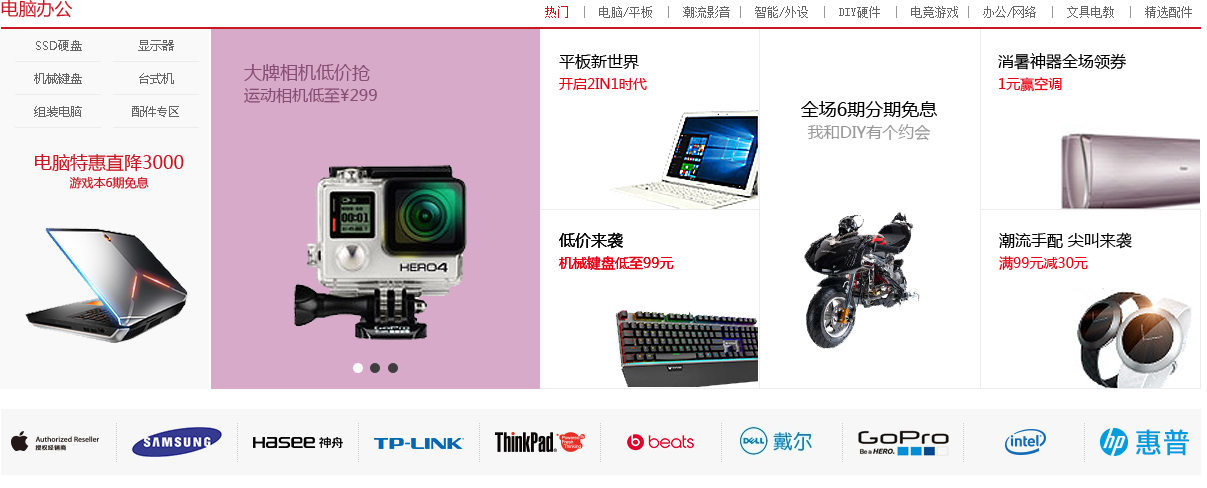 电脑办公
热门 电脑/平板 潮流影音 智能/外设 DIY硬件 电竞游戏 办公/网络 文具电教 精选配件
SSD硬盘 显示器
机械键盘 台式机
组装电脑 配件专区
电脑特惠直降3000
游戏本6期免息
大牌相机低价抢
运动相机低至¥299
00:01
HERO4
GoPro
平板新世界
开启2IN1时代
低价来袭
机械键盘低至99元
全场6期分期免息
我和DIY有个约会
消暑神器全场领券
1元赢空调
潮流手配 尖叫来袭
满99元减30元
Authorized Reseller
授权经销商
SAMSUNG
HASEE 神舟
TP-LINK
ThinkPad
Powered by
Fresh
Thinking
beats
DELL 戴尔
GoPro
Be a HERO.
intel
hp 惠普